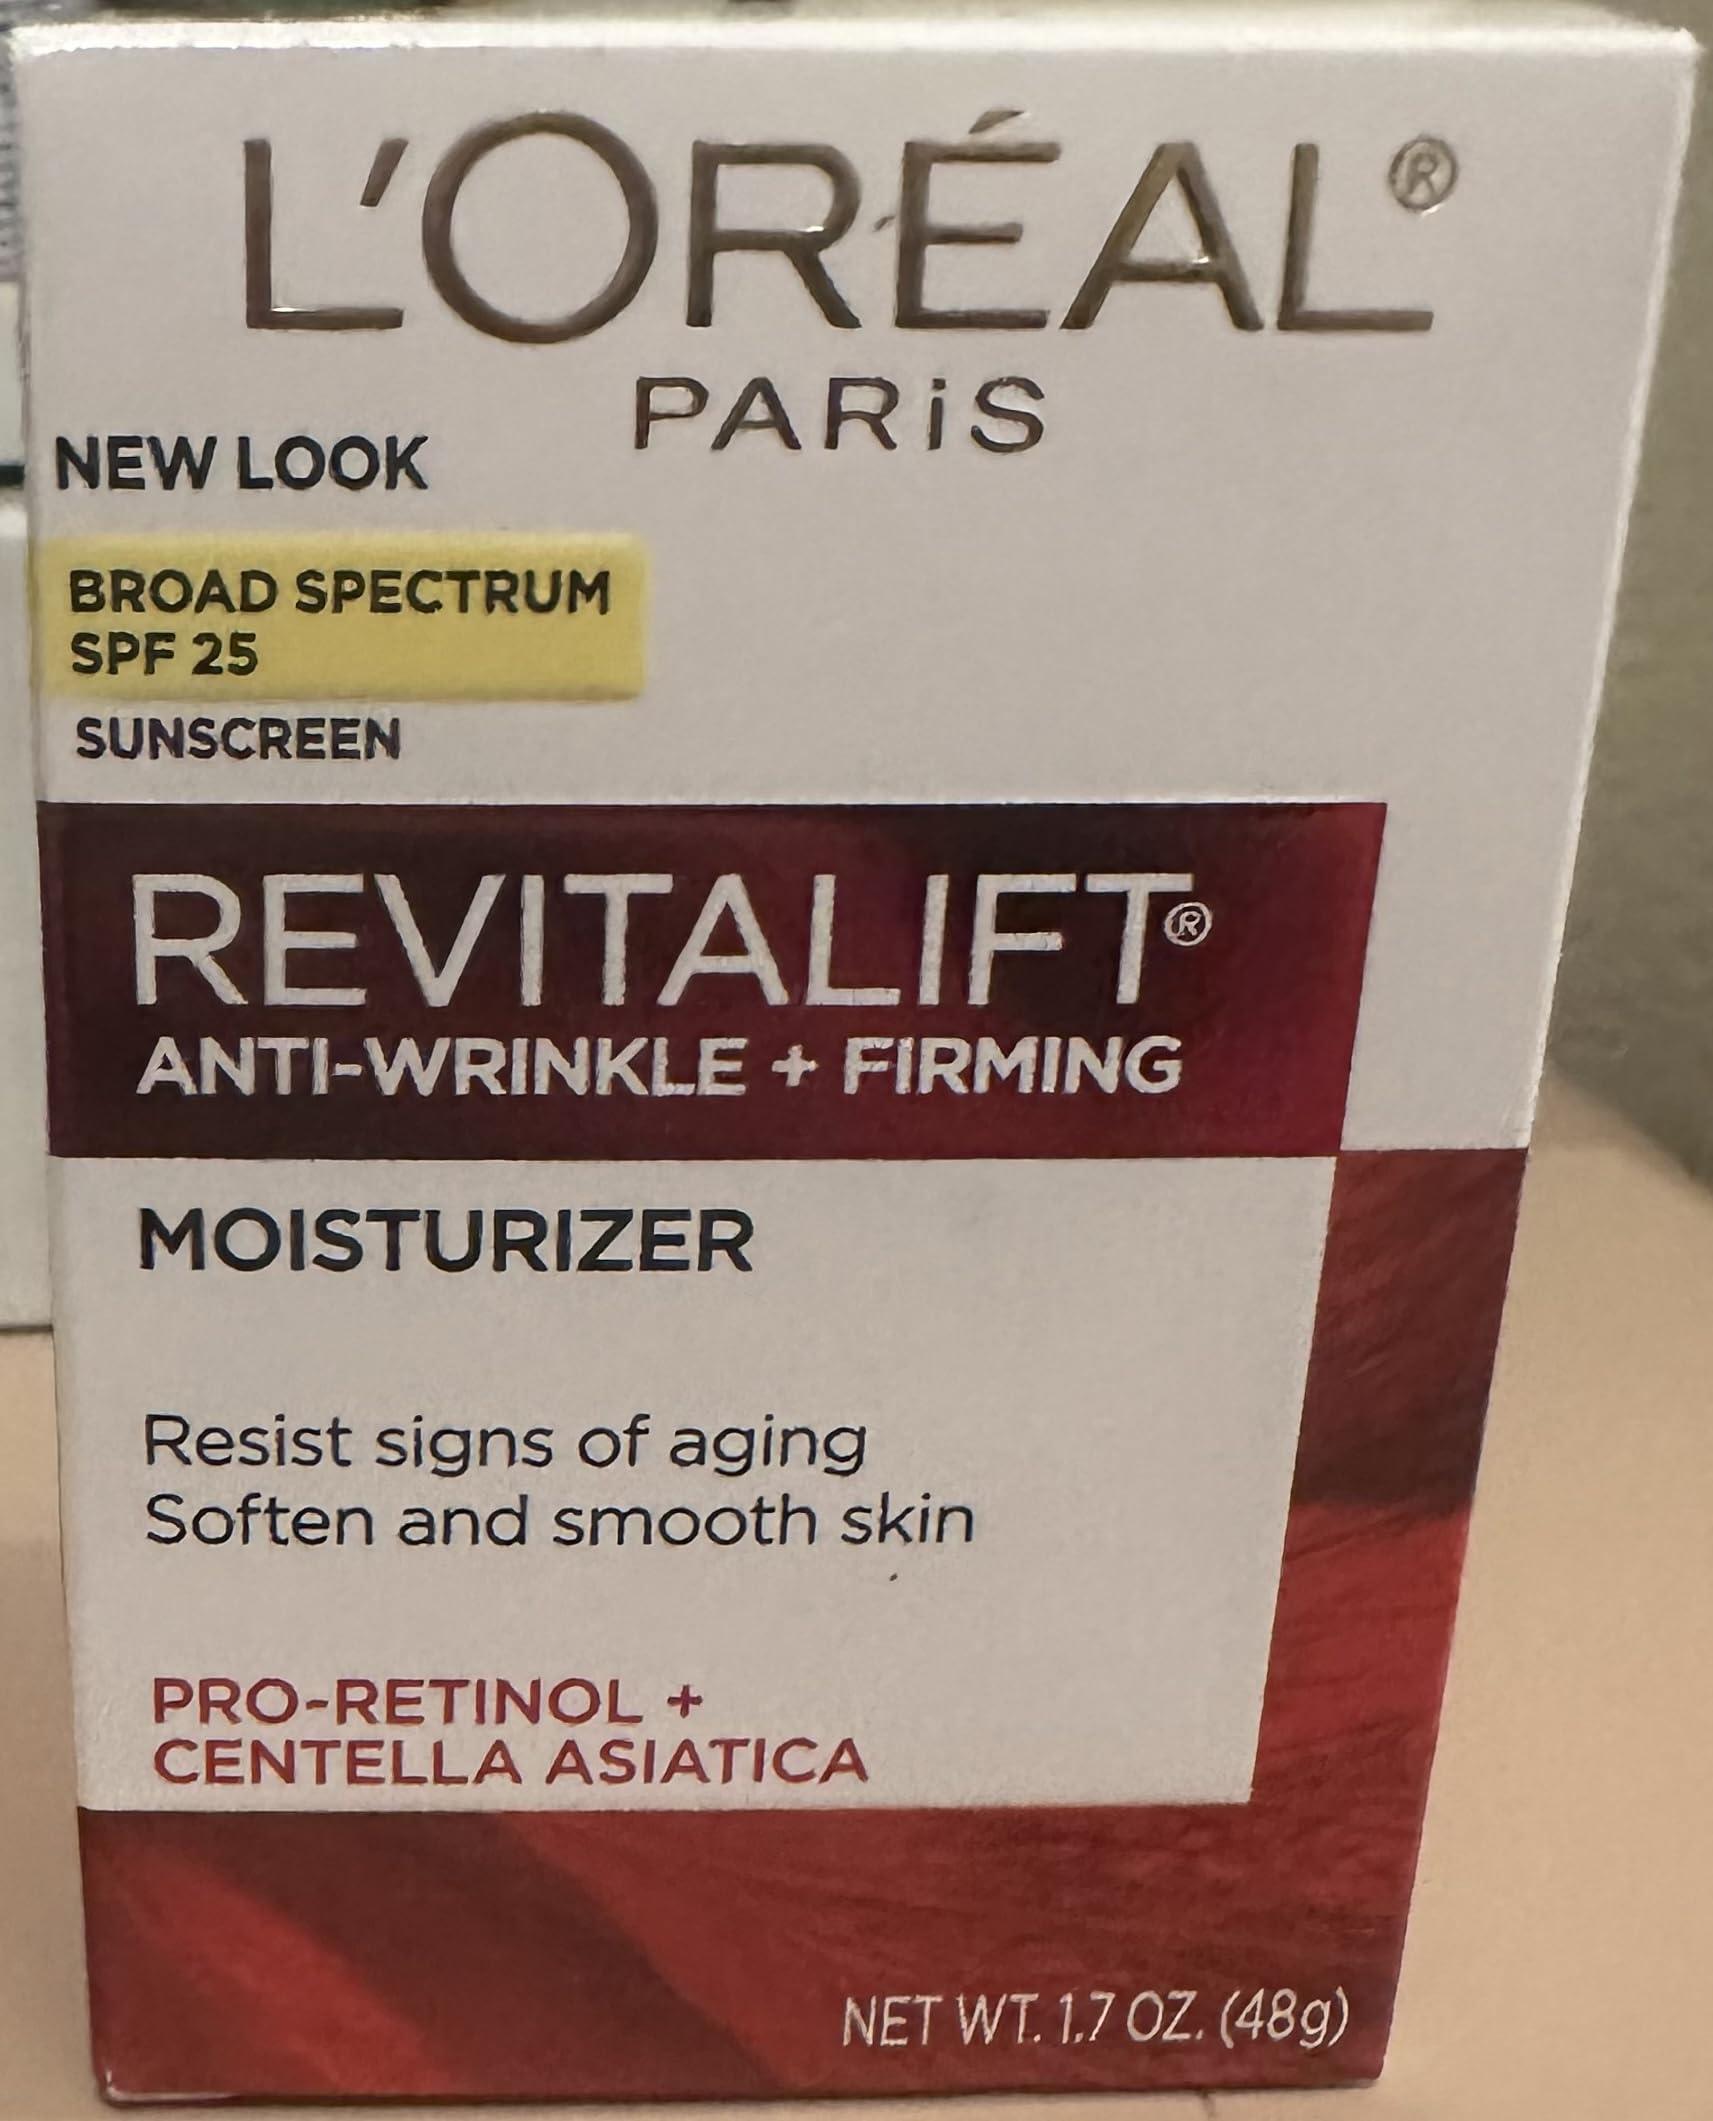 L'ORÉAL®
PARiS
NEW LOOK
BROAD SPECTRUM
SPF 25
SUNSCREEN
REVITALIFT®
ANTI-WRINKLE + FIRMING
MOISTURIZER
Resist signs of aging
Soften and smooth skin
PRO-RETINOL +
CENTELLA ASIATICA
NET WT. 1.7 OZ. (48g)